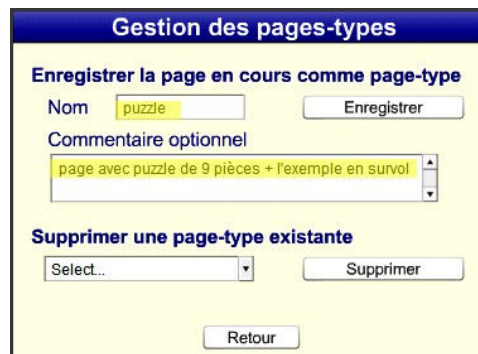 Gestion des pages-types
Enregistrer la page en cours comme page-type
Nom puzzle Enregistrer
Commentaire optionnel
page avec puzzle de 9 pièces + l'exemple en survol
Supprimer une page-type existante
Select... Supprimer
Retour